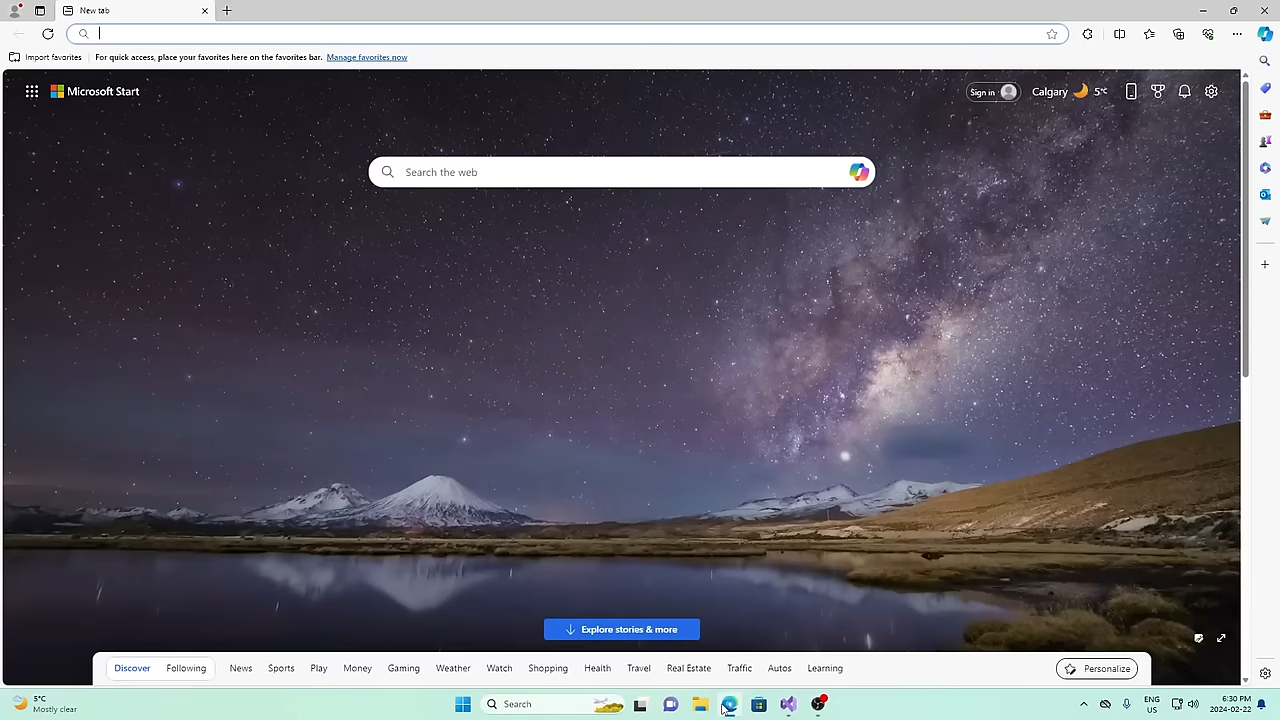 New tab
Import favorites
For quick access, place your favorites here on the favorites bar. Manage favorites now
Microsoft Start
Sign in
Calgary 5°C
Search the web
Explore stories & more
Discover Following News Sports Play Money Gaming Weather Watch Shopping Health Travel Real Estate Traffic Autos Learning
Personalize
5°C
Mostly clear
Search
ENG
US
6:30 PM
2024-02-22